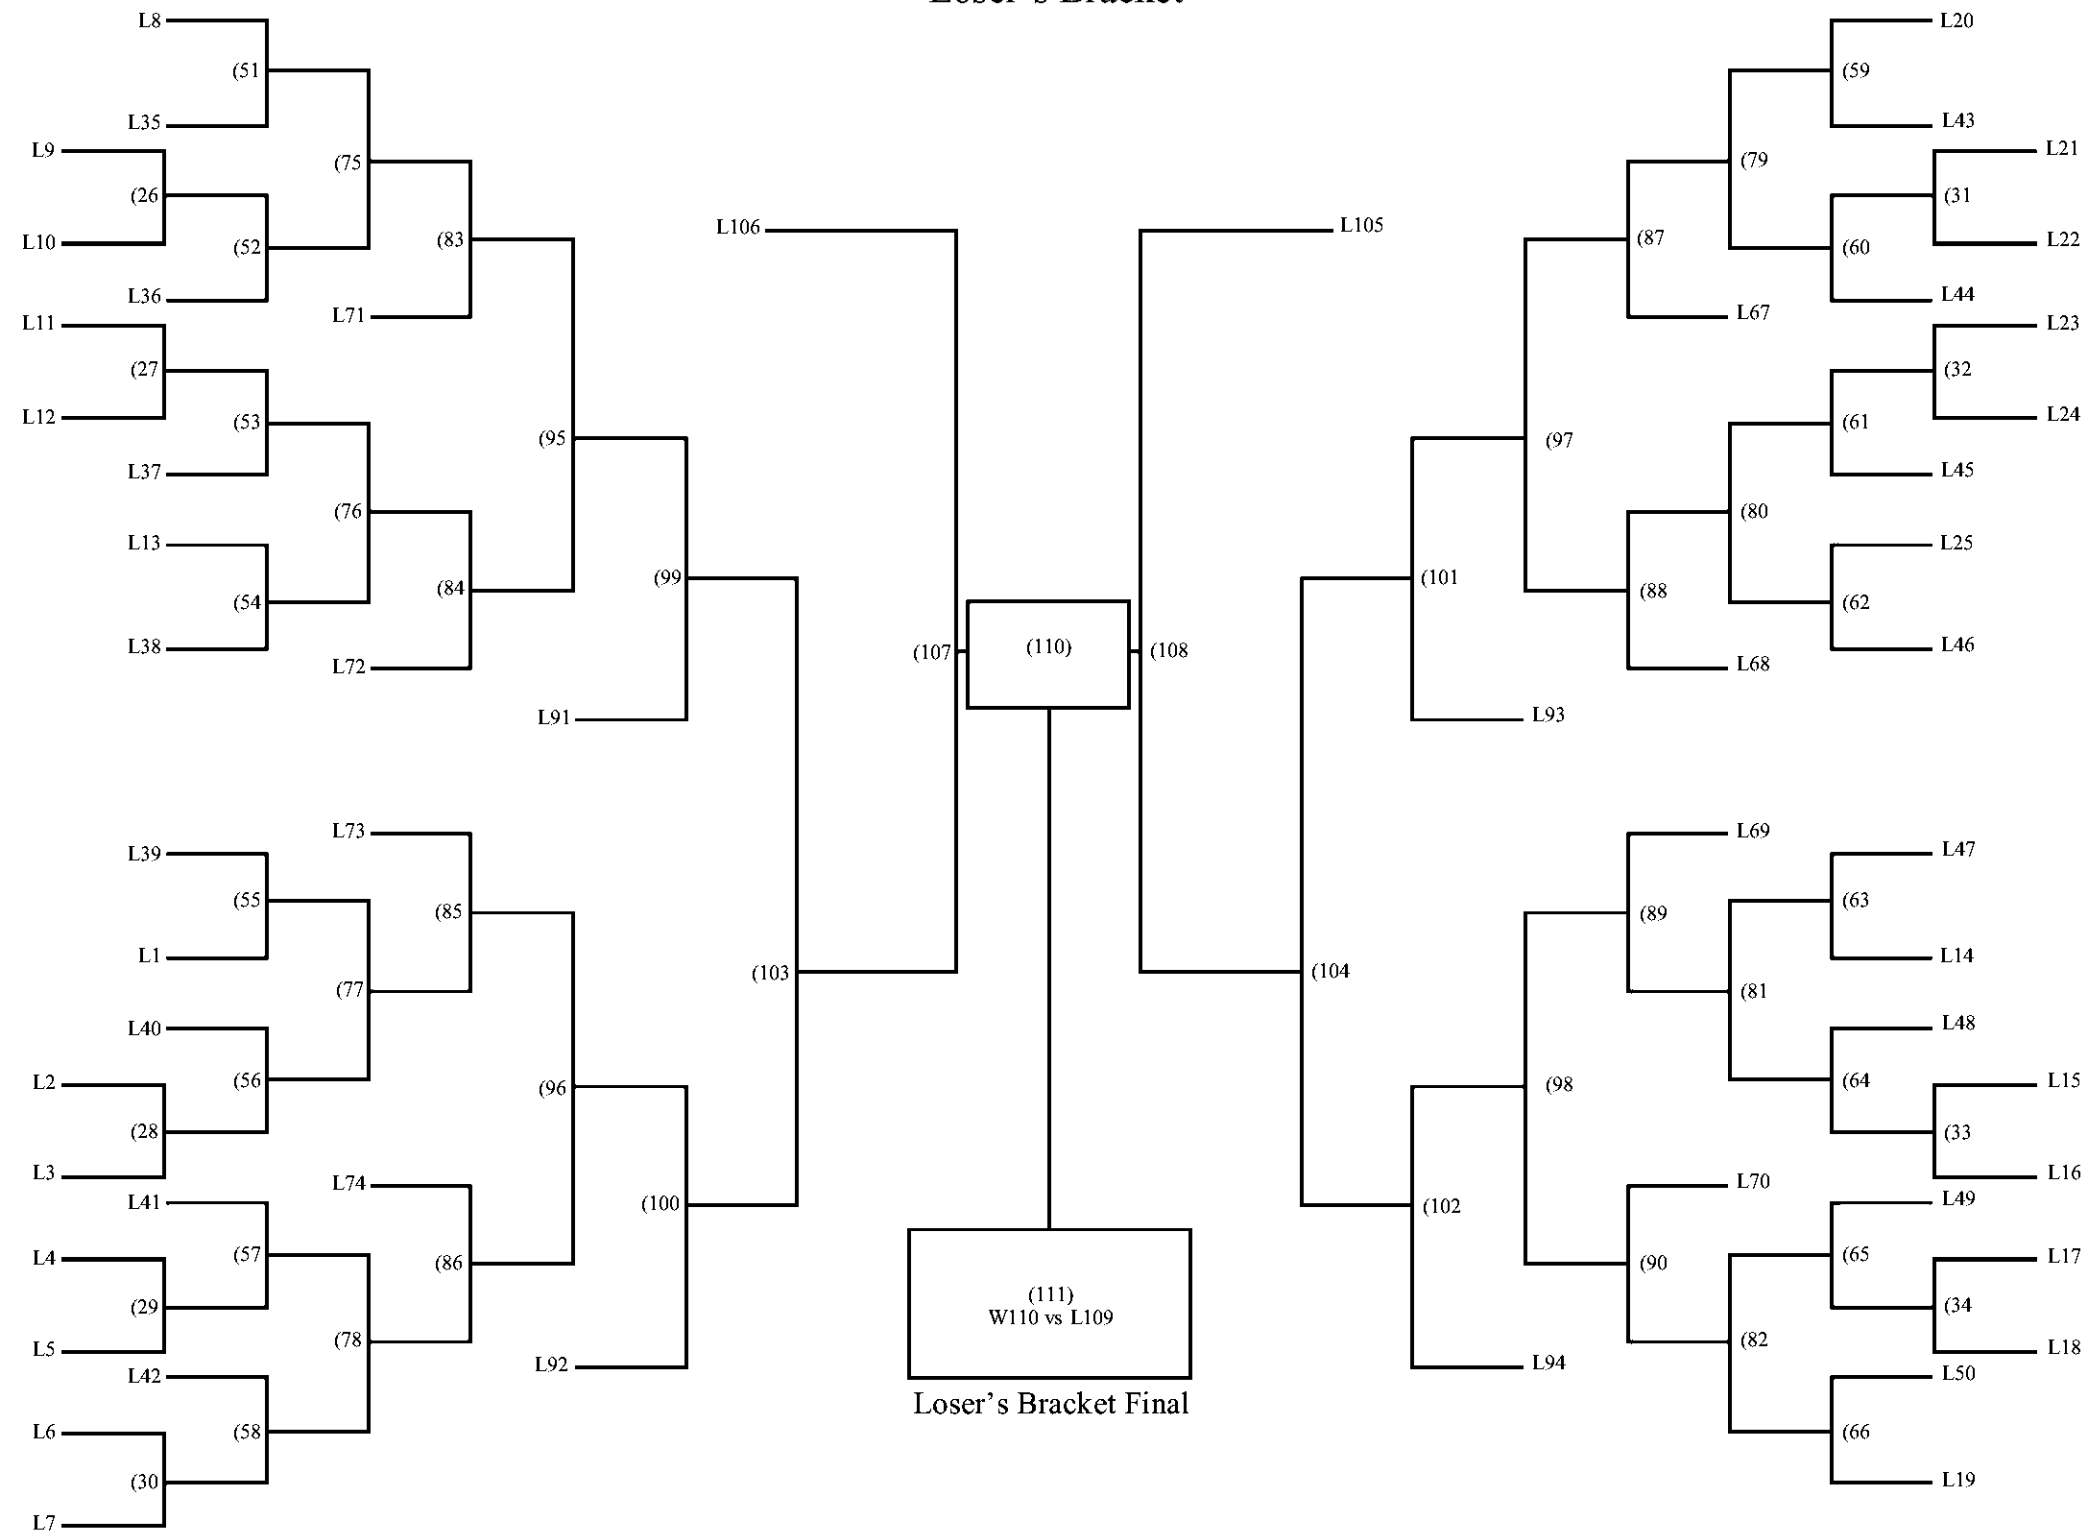 Loser's Bracket
L8
(51
L35
L9
(75
(26
L10
(52
(83
L36
L71
L11
(27
L12
(53
(95
L37
(76
L13
(99
(84
(54
L38
L72
L91
L73
L39
(55
(85
L1
(77
(103
L40
L2
(56
(96
(28
L3
L74
L41
(100
(57
L4
(86
(29
L5
(78
L42
L92
L6
(58
(30
L7
L106
L105
(107
(110)
(108
(111)
W110 vs L109
Loser’s Bracket Final
L20
(59
L43
L21
(79
(31
L22
(87
(60
L44
L67
L23
(32
L24
(97
(61
L45
(80
L25
(101
(88
(62
L46
L68
L93
L69
L47
(63
(89
L14
(104
(81
L48
(98
(64
L15
(33
L16
L70
L49
(102
(65
L17
(90
(34
L18
(82
L50
L94
(66
L19